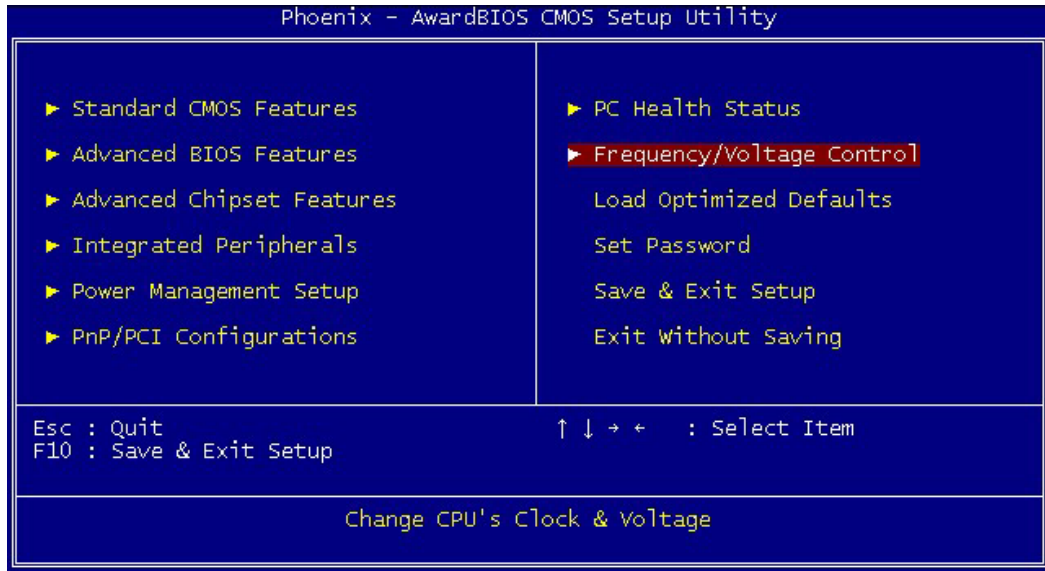 Phoenix - AwardBIOS CMOS Setup Utility
► Standard CMOS Features
► Advanced BIOS Features
► Advanced Chipset Features
► Integrated Peripherals
► Power Management Setup
► PnP/PCI Configurations
► PC Health Status
► Frequency/Voltage Control
Load Optimized Defaults
Set Password
Save & Exit Setup
Exit Without Saving
Esc : Quit
F10 : Save & Exit Setup
↑ ↓ → ← : Select Item
Change CPU's Clock & Voltage